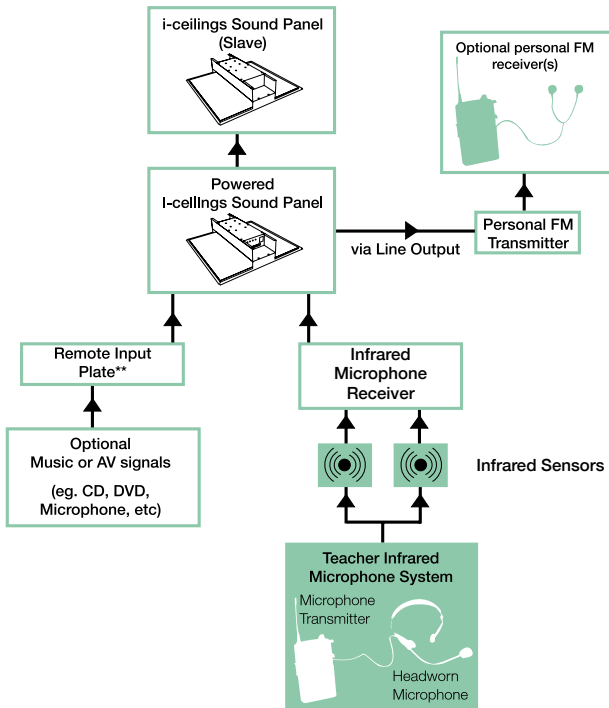 i-ceilings Sound Panel
(Slave)
Optional personal FM
receiver(s)
Powered
I-ceilings Sound Panel
via Line Output
Personal FM
Transmitter
Remote Input
Plate**
Infrared
Microphone
Receiver
Optional
Music or AV signals
(eg. CD, DVD,
Microphone, etc)
Infrared Sensors
Teacher Infrared
Microphone System
Microphone
Transmitter
Headworn
Microphone